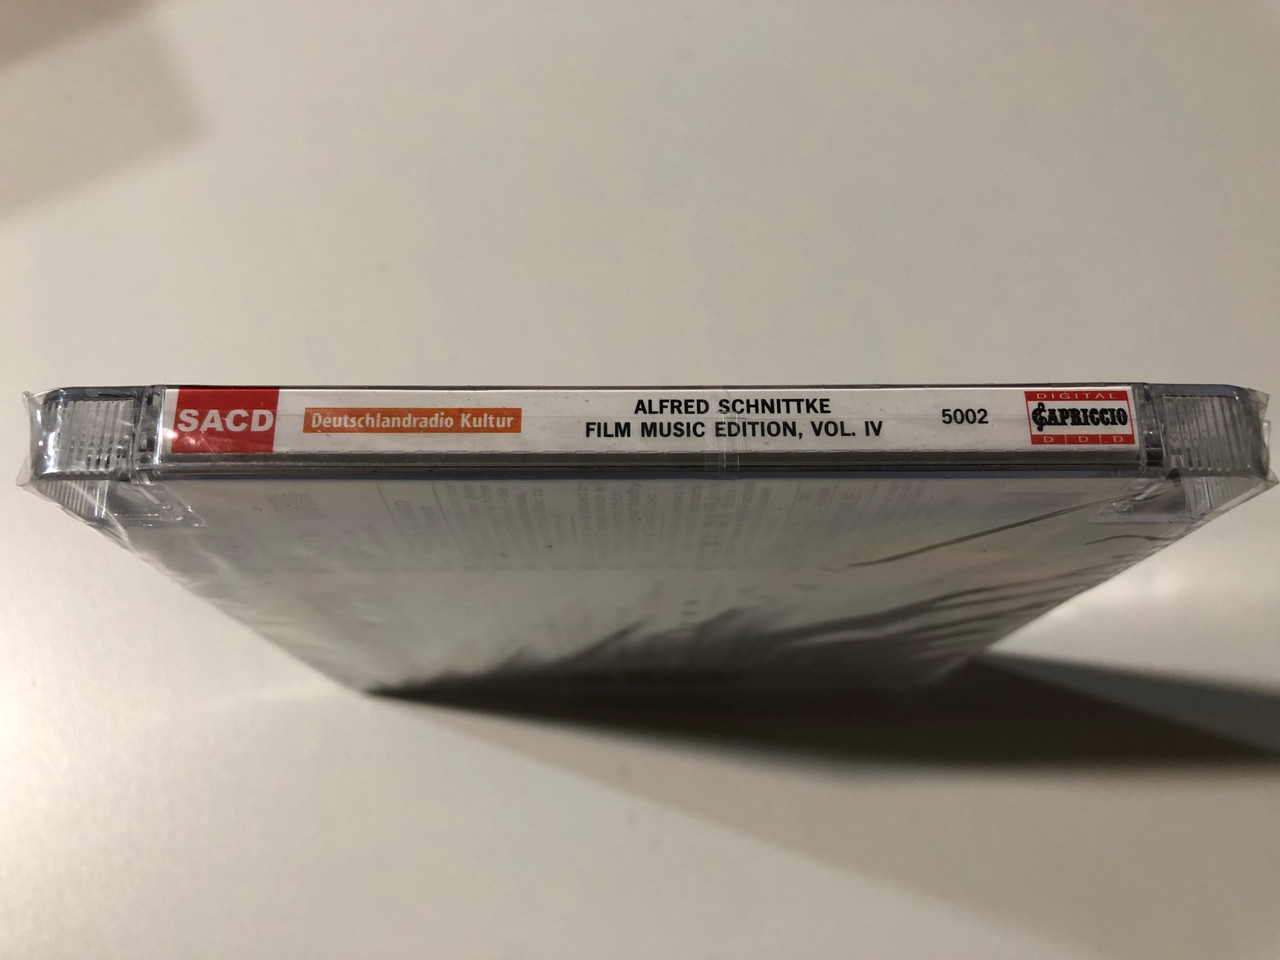 SACD
Deutschlandradio Kultur
ALFRED SCHNITTKE
FILM MUSIC EDITION, VOL. IV
5002
DIGITAL
CAPRICCIO
D D D